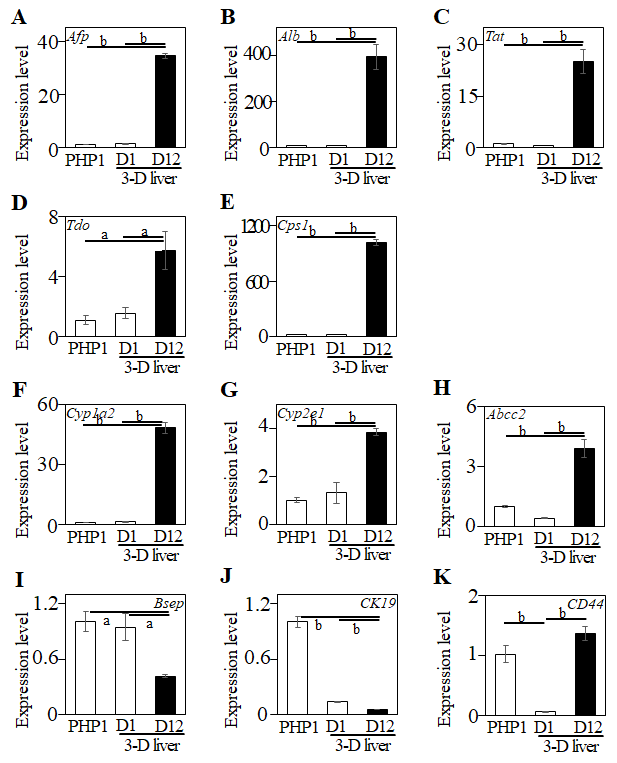 A
Afp
b b
Expression level
40
20
0
PHP1 D1 D12
3-D liver
B
Alb
b b
Expression level
400
200
0
PHP1 D1 D12
3-D liver
C
Tat
b b
Expression level
30
15
0
PHP1 D1 D12
3-D liver
D
Tdo
a a
Expression level
8
4
0
PHP1 D1 D12
3-D liver
E
Cps1
b b
Expression level
1200
600
0
PHP1 D1 D12
3-D liver
F
Cyp1a2
b b
Expression level
60
30
0
PHP1 D1 D12
3-D liver
G
Cyp2e1
b b
Expression level
4
2
0
PHP1 D1 D12
3-D liver
H
Abcc2
b b
Expression level
6
3
0
PHP1 D1 D12
3-D liver
I
Bsep
a a
Expression level
1.2
0.6
0
PHP1 D1 D12
3-D liver
J
CK19
b b
Expression level
1.2
0.6
0
PHP1 D1 D12
3-D liver
K
CD44
b b
Expression level
2
1
0
PHP1 D1 D12
3-D liver